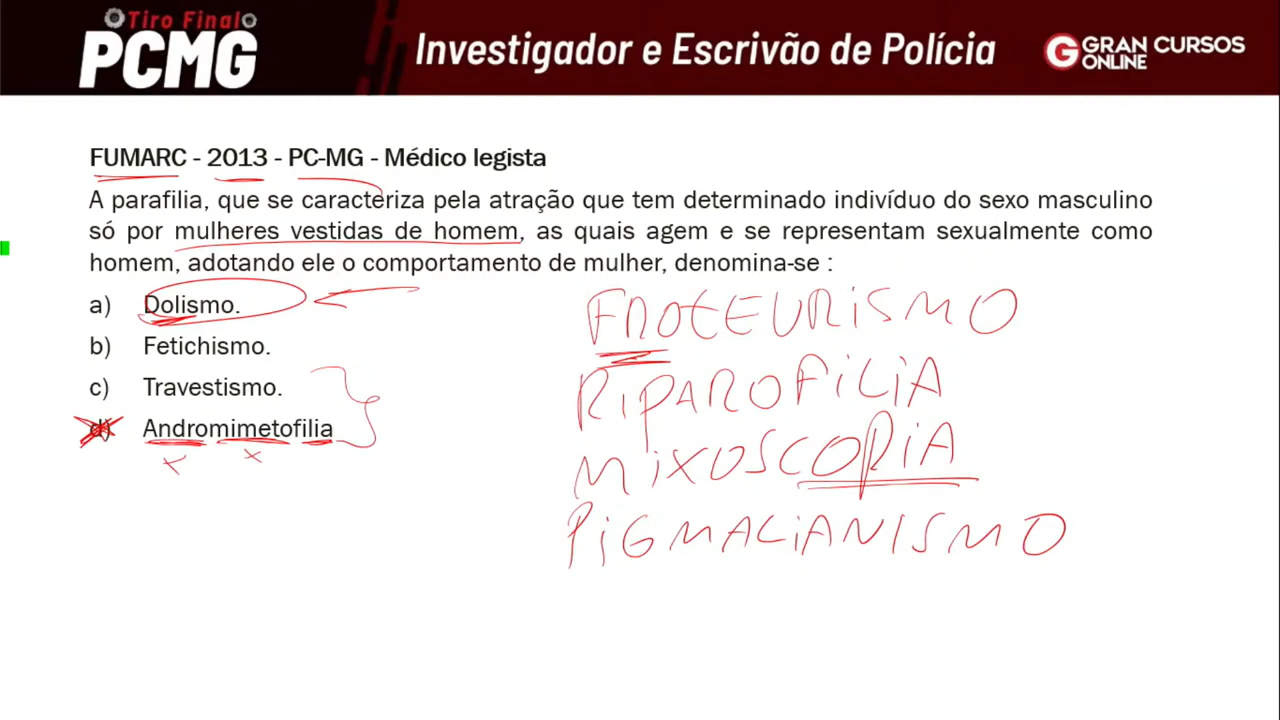 Tiro Final
PCMG
Investigador e Escrivão de Polícia
GRAN CURSOS
ONLINE
FUMARC - 2013 - PC-MG - Médico legista
A parafilia, que se caracteriza pela atração que tem determinado indivíduo do sexo masculino
só por mulheres vestidas de homem, as quais agem e se representam sexualmente como
homem, adotando ele o comportamento de mulher, denomina-se :
a) Dolismo.
b) Fetichismo.
c) Travestismo.
d) Andromimetofilia
FROTEURISMO
RIPAROFILIA
MIXOSCOPIA
PIGMALIANISMO